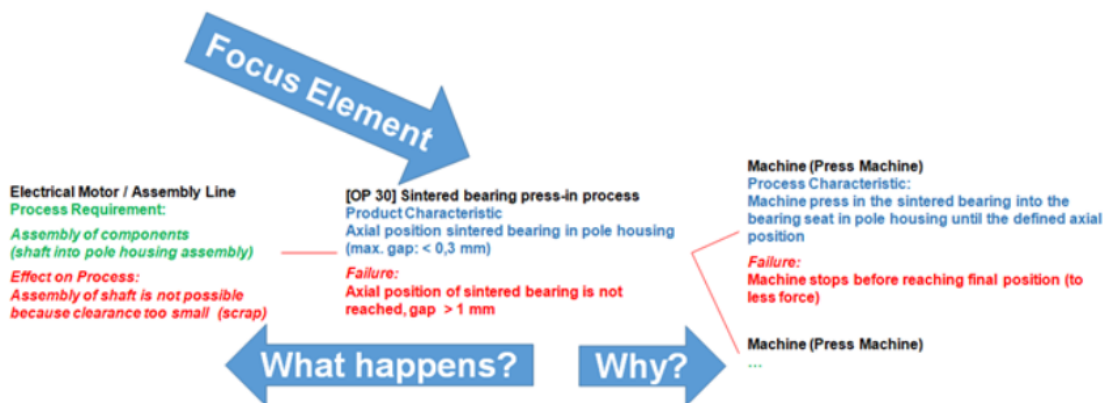 Focus Element
Electrical Motor / Assembly Line
Process Requirement:
Assembly of components
(shaft into pole housing assembly)
Effect on Process:
Assembly of shaft is not possible
because clearance too small  (scrap)
[OP 30] Sintered bearing press-in process
Product Characteristic
Axial position sintered bearing in pole housing
(max. gap: < 0,3 mm)
Failure:
Axial position of sintered bearing is not
reached, gap  > 1 mm
Machine (Press Machine)
Process Characteristic:
Machine press in the sintered bearing into the
bearing seat in pole housing until the defined axial
position
Failure:
Machine stops before reaching final position (to
less force)
Machine (Press Machine)
...
What happens?
Why?